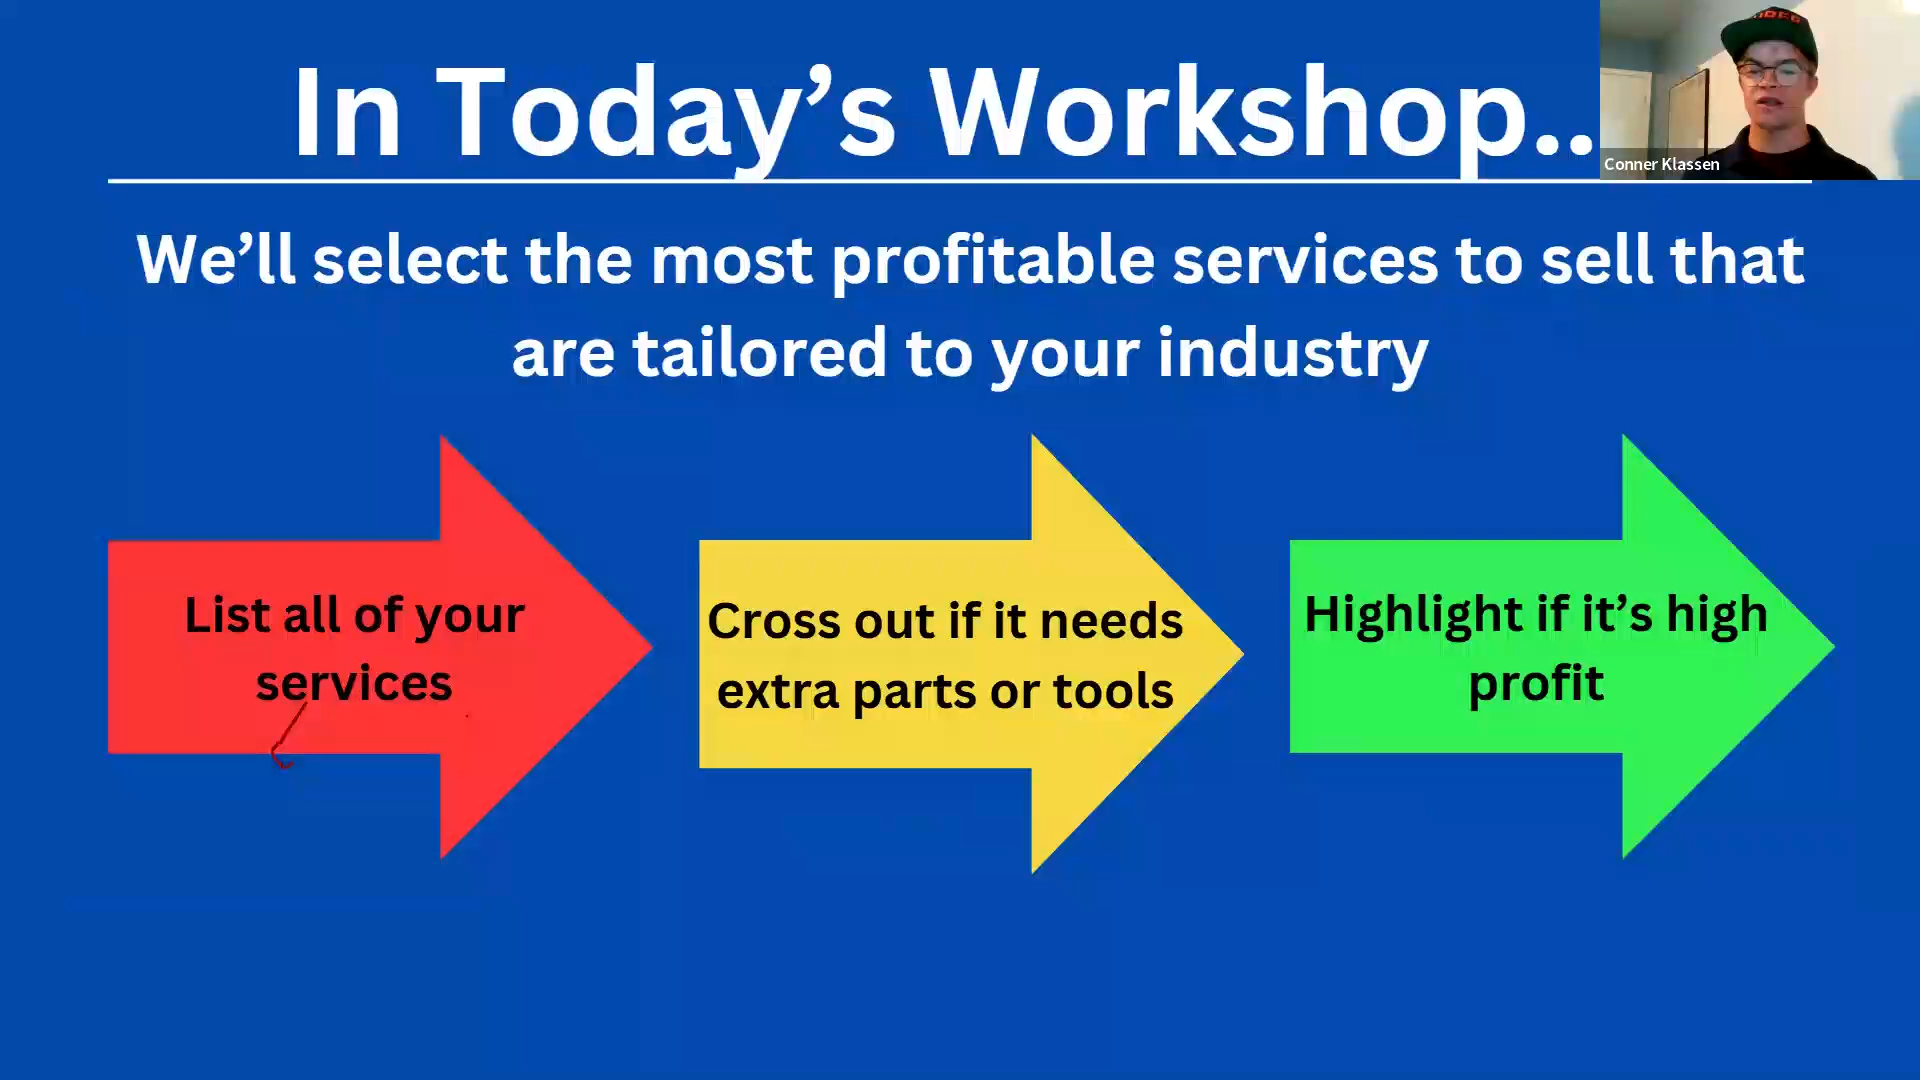 In Today’s Workshop..
Conner Klassen
We’ll select the most profitable services to sell that
are tailored to your industry
List all of your
services
Cross out if it needs
extra parts or tools
Highlight if it’s high
profit